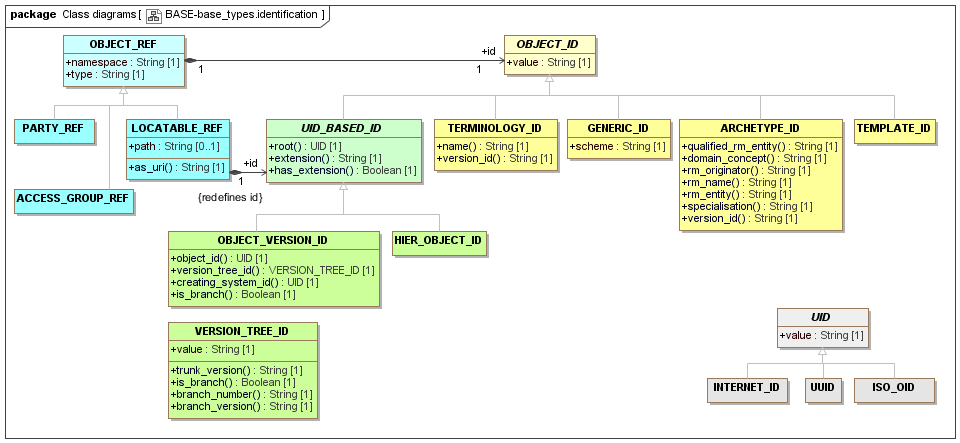 package Class diagrams [ BASE-base_types.identification ]
OBJECT_REF
+namespace : String [1]
+type : String [1]
1
+id
1
OBJECT_ID
+value : String [1]
PARTY_REF
LOCATABLE_REF
+path : String [0..1]
+as_uri() : String [1]
ACCESS_GROUP_REF
+id
1
{redefines id}
UID_BASED_ID
+root() : UID [1]
+extension() : String [1]
+has_extension() : Boolean [1]
TERMINOLOGY_ID
+name() : String [1]
+version_id() : String [1]
GENERIC_ID
+scheme : String [1]
ARCHETYPE_ID
+qualified_rm_entity() : String [1]
+domain_concept() : String [1]
+rm_originator() : String [1]
+rm_name() : String [1]
+rm_entity() : String [1]
+specialisation() : String [1]
+version_id() : String [1]
TEMPLATE_ID
OBJECT_VERSION_ID
+object_id() : UID [1]
+version_tree_id() : VERSION_TREE_ID [1]
+creating_system_id() : UID [1]
+is_branch() : Boolean [1]
HIER_OBJECT_ID
VERSION_TREE_ID
+value : String [1]
+trunk_version() : String [1]
+is_branch() : Boolean [1]
+branch_number() : String [1]
+branch_version() : String [1]
UID
+value : String [1]
INTERNET_ID
UUID
ISO_OID